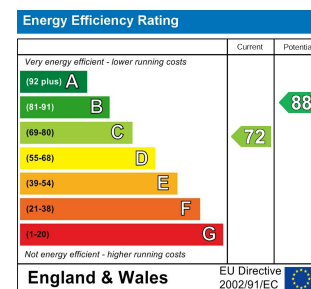 Energy Efficiency Rating
Current Potentia
Very energy efficient - lower running costs
(92 plus) A
(81-91) B
88
(69-80) C
72
(55-68) D
(39-54) E
(21-38) F
(1-20) G
Not energy efficient - higher running costs
England & Wales
EU Directive
2002/91/EC